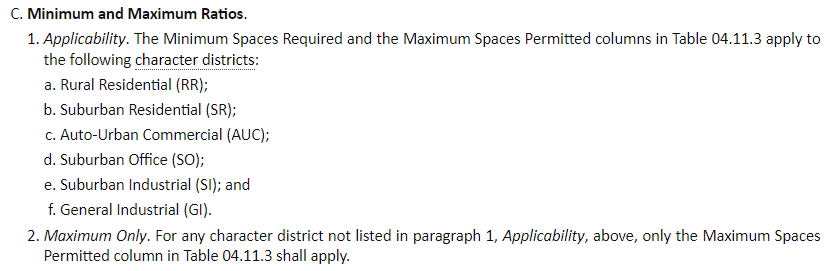 C. Minimum and Maximum Ratios.
1. Applicability. The Minimum Spaces Required and the Maximum Spaces Permitted columns in Table 04.11.3 apply to
the following character districts:
a. Rural Residential (RR);
b. Suburban Residential (SR);
c. Auto-Urban Commercial (AUC);
d. Suburban Office (SO);
e. Suburban Industrial (SI); and
f. General Industrial (GI).
2. Maximum Only. For any character district not listed in paragraph 1, Applicability, above, only the Maximum Spaces
Permitted column in Table 04.11.3 shall apply.